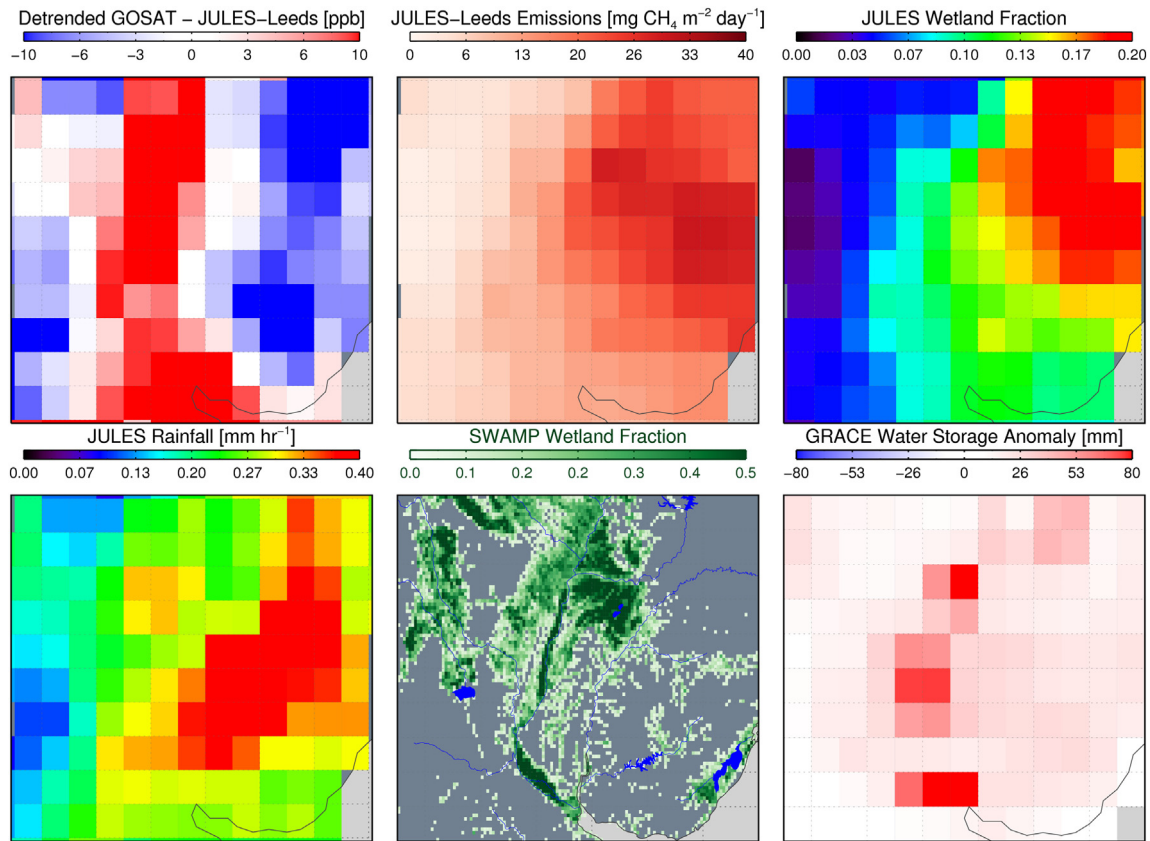 Detrended GOSAT − JULES−Leeds [ppb]
−10 −6 −3 0 3 6 10
JULES−Leeds Emissions [mg CH₄ m⁻² day⁻¹]
0 6 13 20 26 33 40
JULES Wetland Fraction
0.00 0.03 0.07 0.10 0.13 0.17 0.20
JULES Rainfall [mm hr⁻¹]
0.00 0.07 0.13 0.20 0.27 0.33 0.40
SWAMP Wetland Fraction
0.0 0.1 0.2 0.2 0.3 0.4 0.5
GRACE Water Storage Anomaly [mm]
−80 −53 −26 0 26 53 80